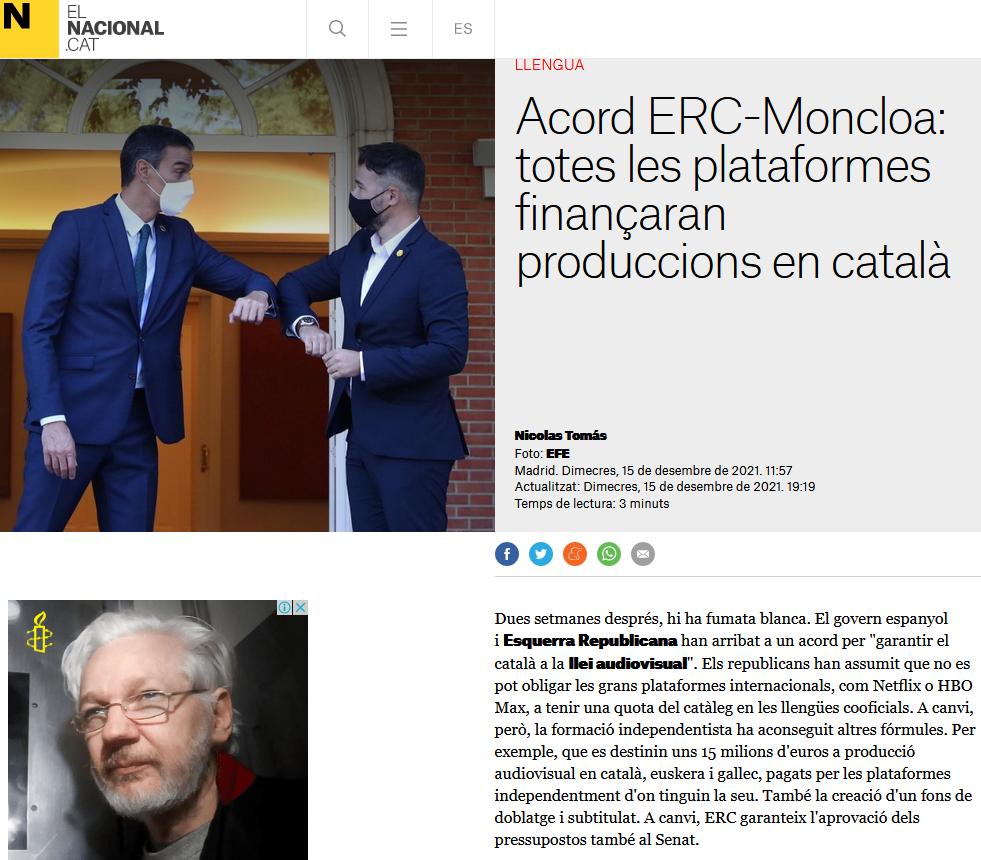 N
EL
NACIONAL
.CAT
ES
LLENGUA
Acord ERC-Moncloa:
totes les plataformes
finançaran
produccions en català
Nicolas Tomás
Foto: EFE
Madrid. Dimecres, 15 de desembre de 2021. 11:57
Actualitzat: Dimecres, 15 de desembre de 2021. 19:19
Temps de lectura: 3 minuts
Dues setmanes després, hi ha fumata blanca. El govern espanyol
i Esquerra Republicana han arribat a un acord per "garantir el
català a la llei audiovisual". Els republicans han assumit que no es
pot obligar les grans plataformes internacionals, com Netflix o HBO
Max, a tenir una quota del catàleg en les llengües cooficials. A canvi,
però, la formació independentista ha aconseguit altres fórmules. Per
exemple, que es destinin uns 15 milions d'euros a producció
audiovisual en català, euskera i gallec, pagats per les plataformes
independentment d'on tinguin la seu. També la creació d'un fons de
doblatge i subtitulat. A canvi, ERC garanteix l'aprovació dels
pressupostos també al Senat.